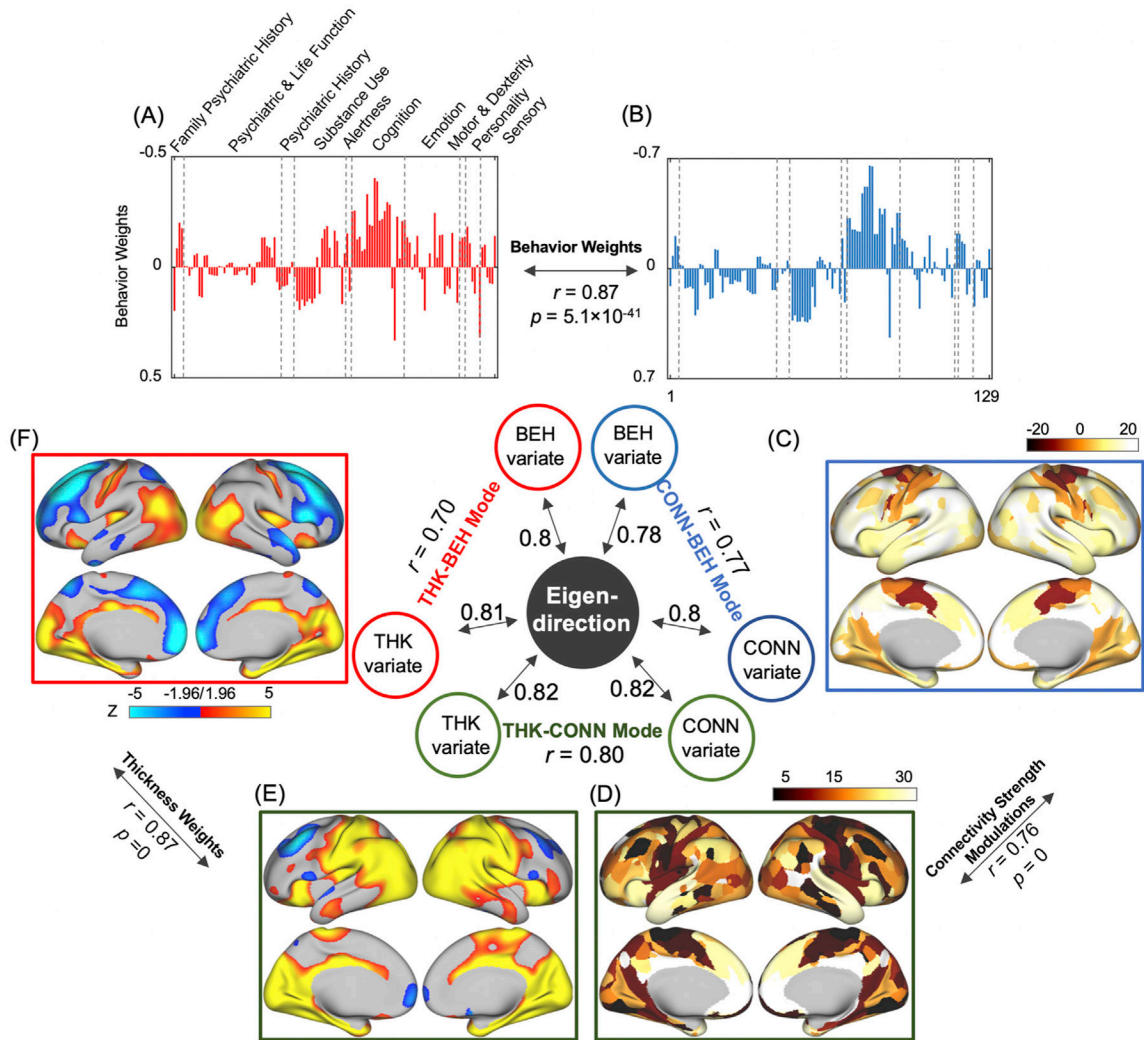 Family Psychiatric History
Psychiatric & Life Function
Psychiatric History
Substance Use
Alertness
Cognition
Emotion
Motor & Dexterity
Personality
Sensory
(A)
(B)
-0.5
0
0.5
Behavior Weights
-0.7
0
0.7
1
129
Behavior Weights
r = 0.87
p = 5.1×10-41
(F)
(C)
-20 0 20
BEH
variate
BEH
variate
r = 0.70
THK-BEH Mode
CONN-BEH Mode
r = 0.77
0.8
0.78
Eigen-
direction
0.81
0.8
THK
variate
CONN
variate
0.82
0.82
THK
variate
THK-CONN Mode
r = 0.80
CONN
variate
-5 -1.96/1.96 5
Z
Thickness Weights
r = 0.87
p =0
(E)
(D)
5 15 30
Connectivity Strength
Modulations
r = 0.76
p = 0